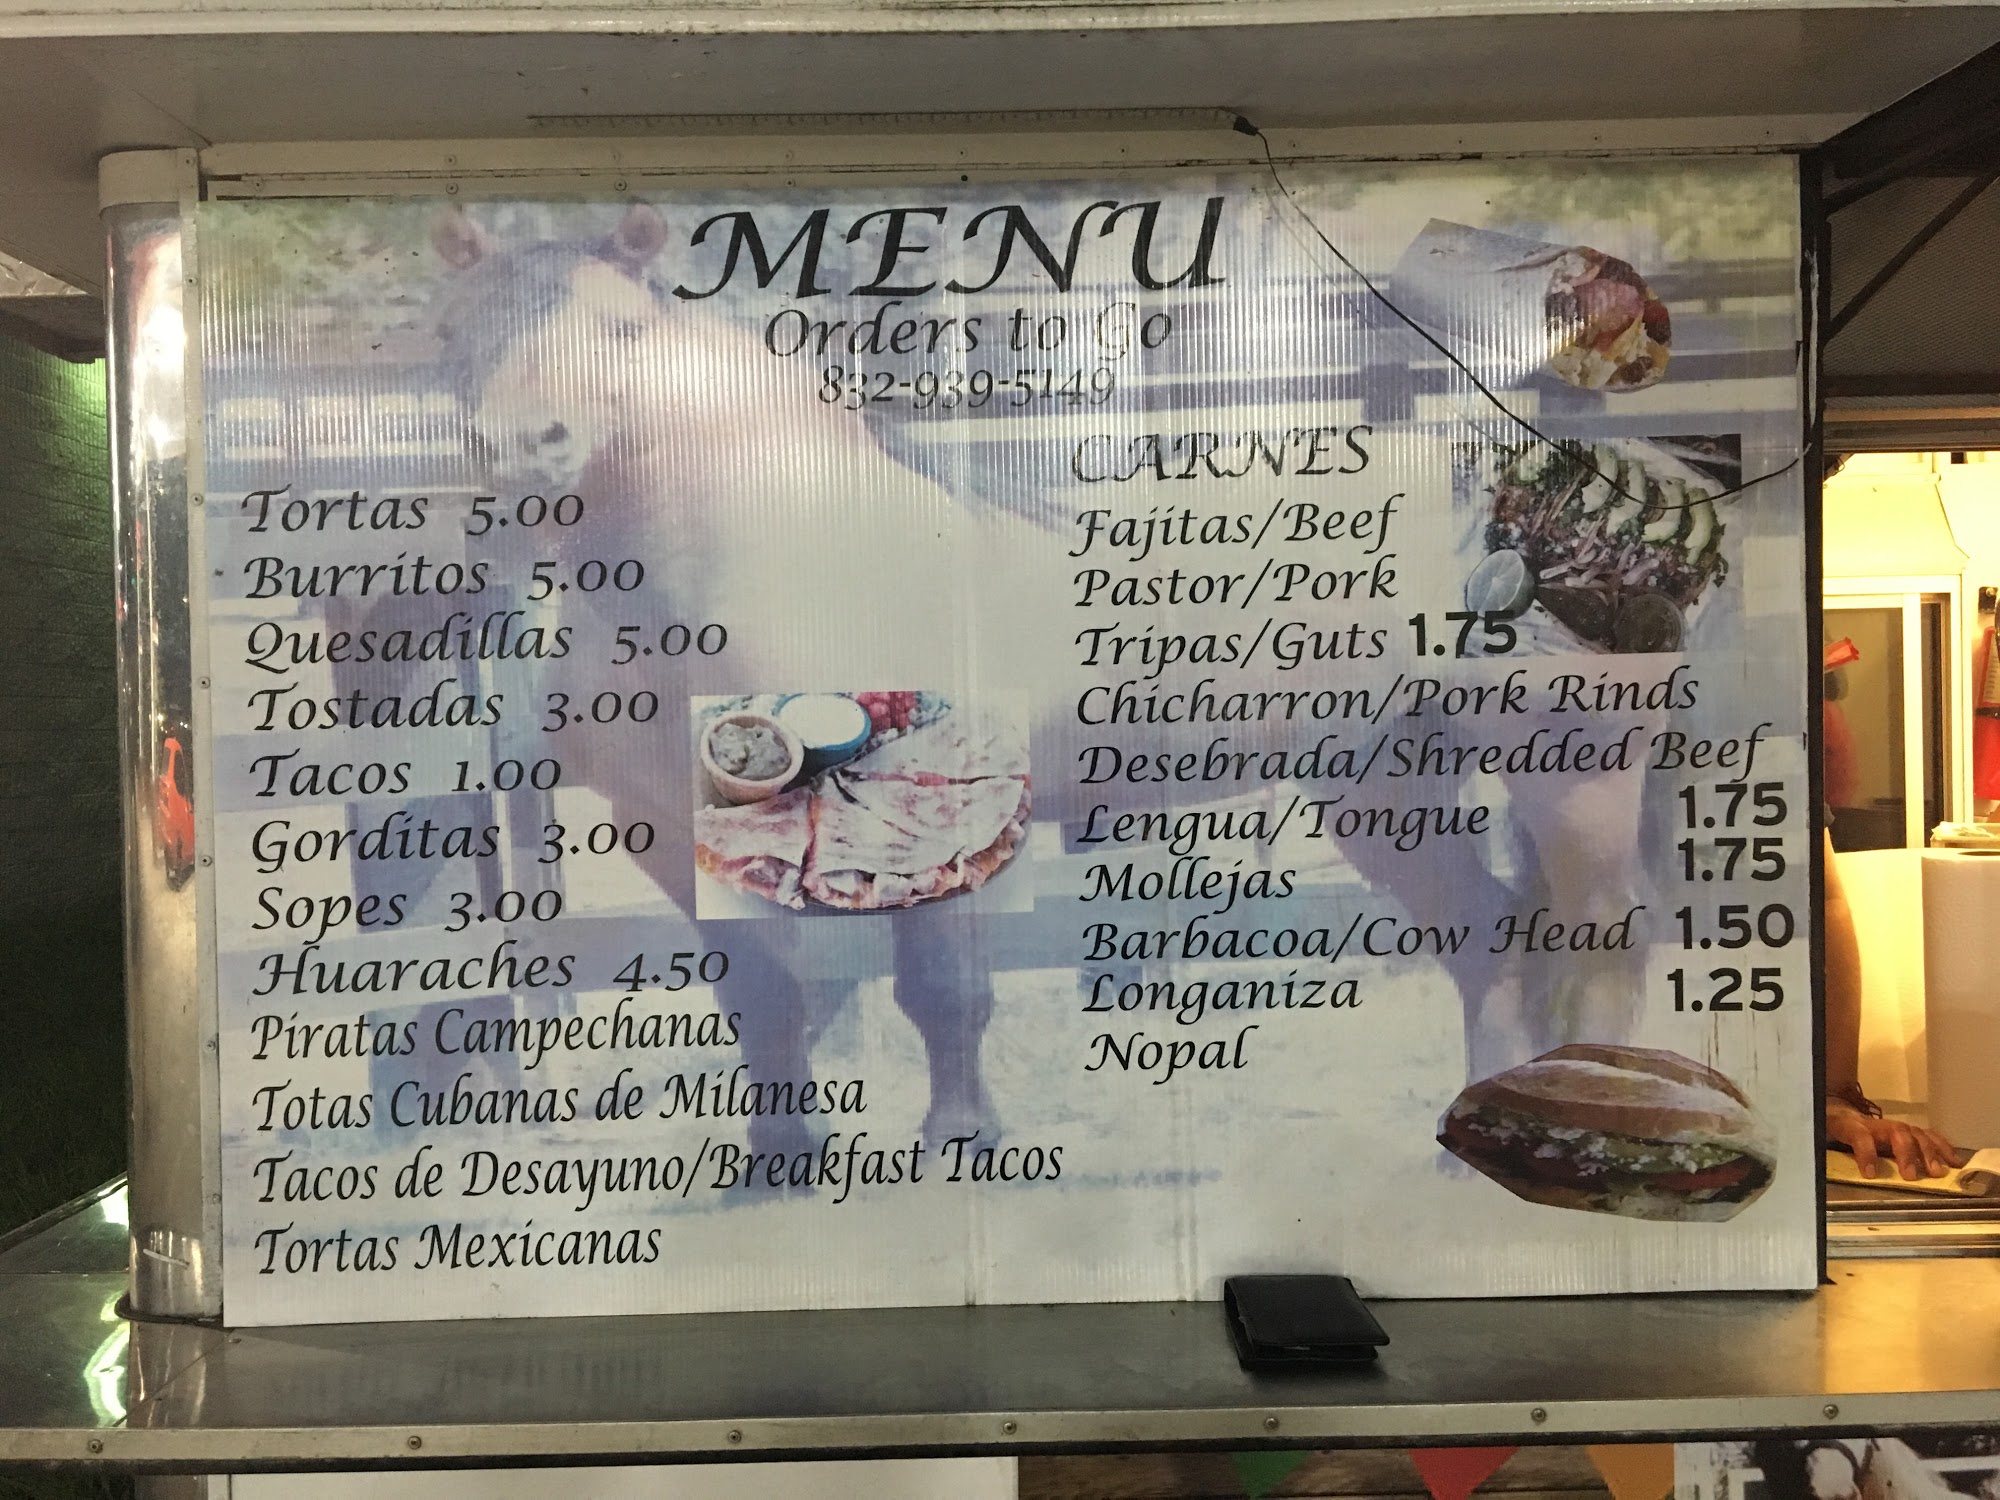 MENU
Orders to Go
832-939-5149
Tortas 5.00
Burritos 5.00
Quesadillas 5.00
Tostadas 3.00
Tacos 1.00
Gorditas 3.00
Sopes 3.00
Huaraches 4.50
Piratas Campechanas
Totas Cubanas de Milanesa
Tacos de Desayuno/Breakfast Tacos
Tortas Mexicanas
CARNES
Fajitas/Beef
Pastor/Pork
Tripas/Guts 1.75
Chicharron/Pork Rinds
Desebrada/Shredded Beef
Lengua/Tongue 1.75
Mollejas 1.75
Barbacoa/Cow Head 1.50
Longaniza 1.25
Nopal